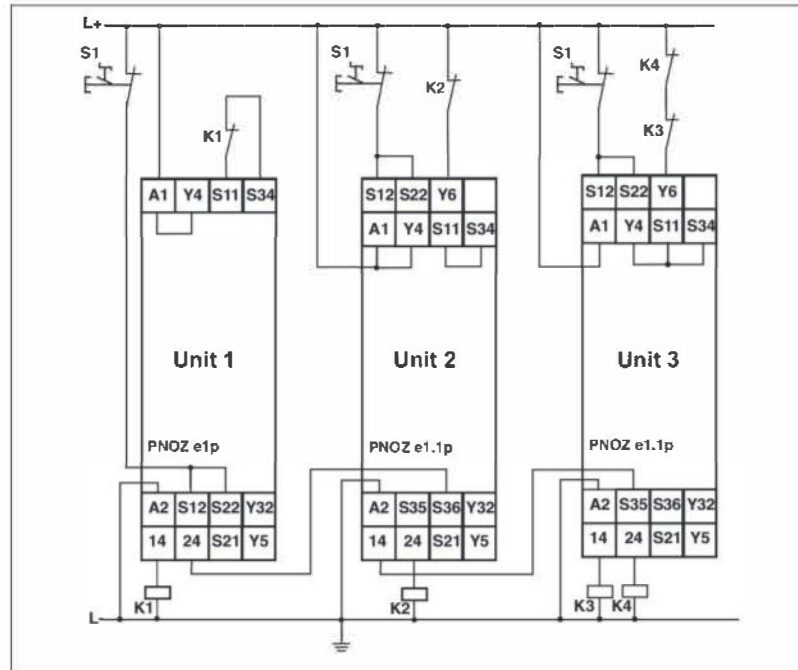 L+
S1 S1 S1
K1 K2 K4
K3
A1 Y4 S11 S34
S12 S22 Y6
A1 Y4 S11 S34
S12 S22 Y6
A1 Y4 S11 S34
Unit 1 Unit 2 Unit 3
PNOZ e1p PNOZ e1.1p PNOZ e1.1p
A2 S12 S22 Y32
14 24 S21 Y5
A2 S35 S36 Y32
14 24 S21 Y5
A2 S35 S36 Y32
14 24 S21 Y5
K1 K2 K3 K4
L-